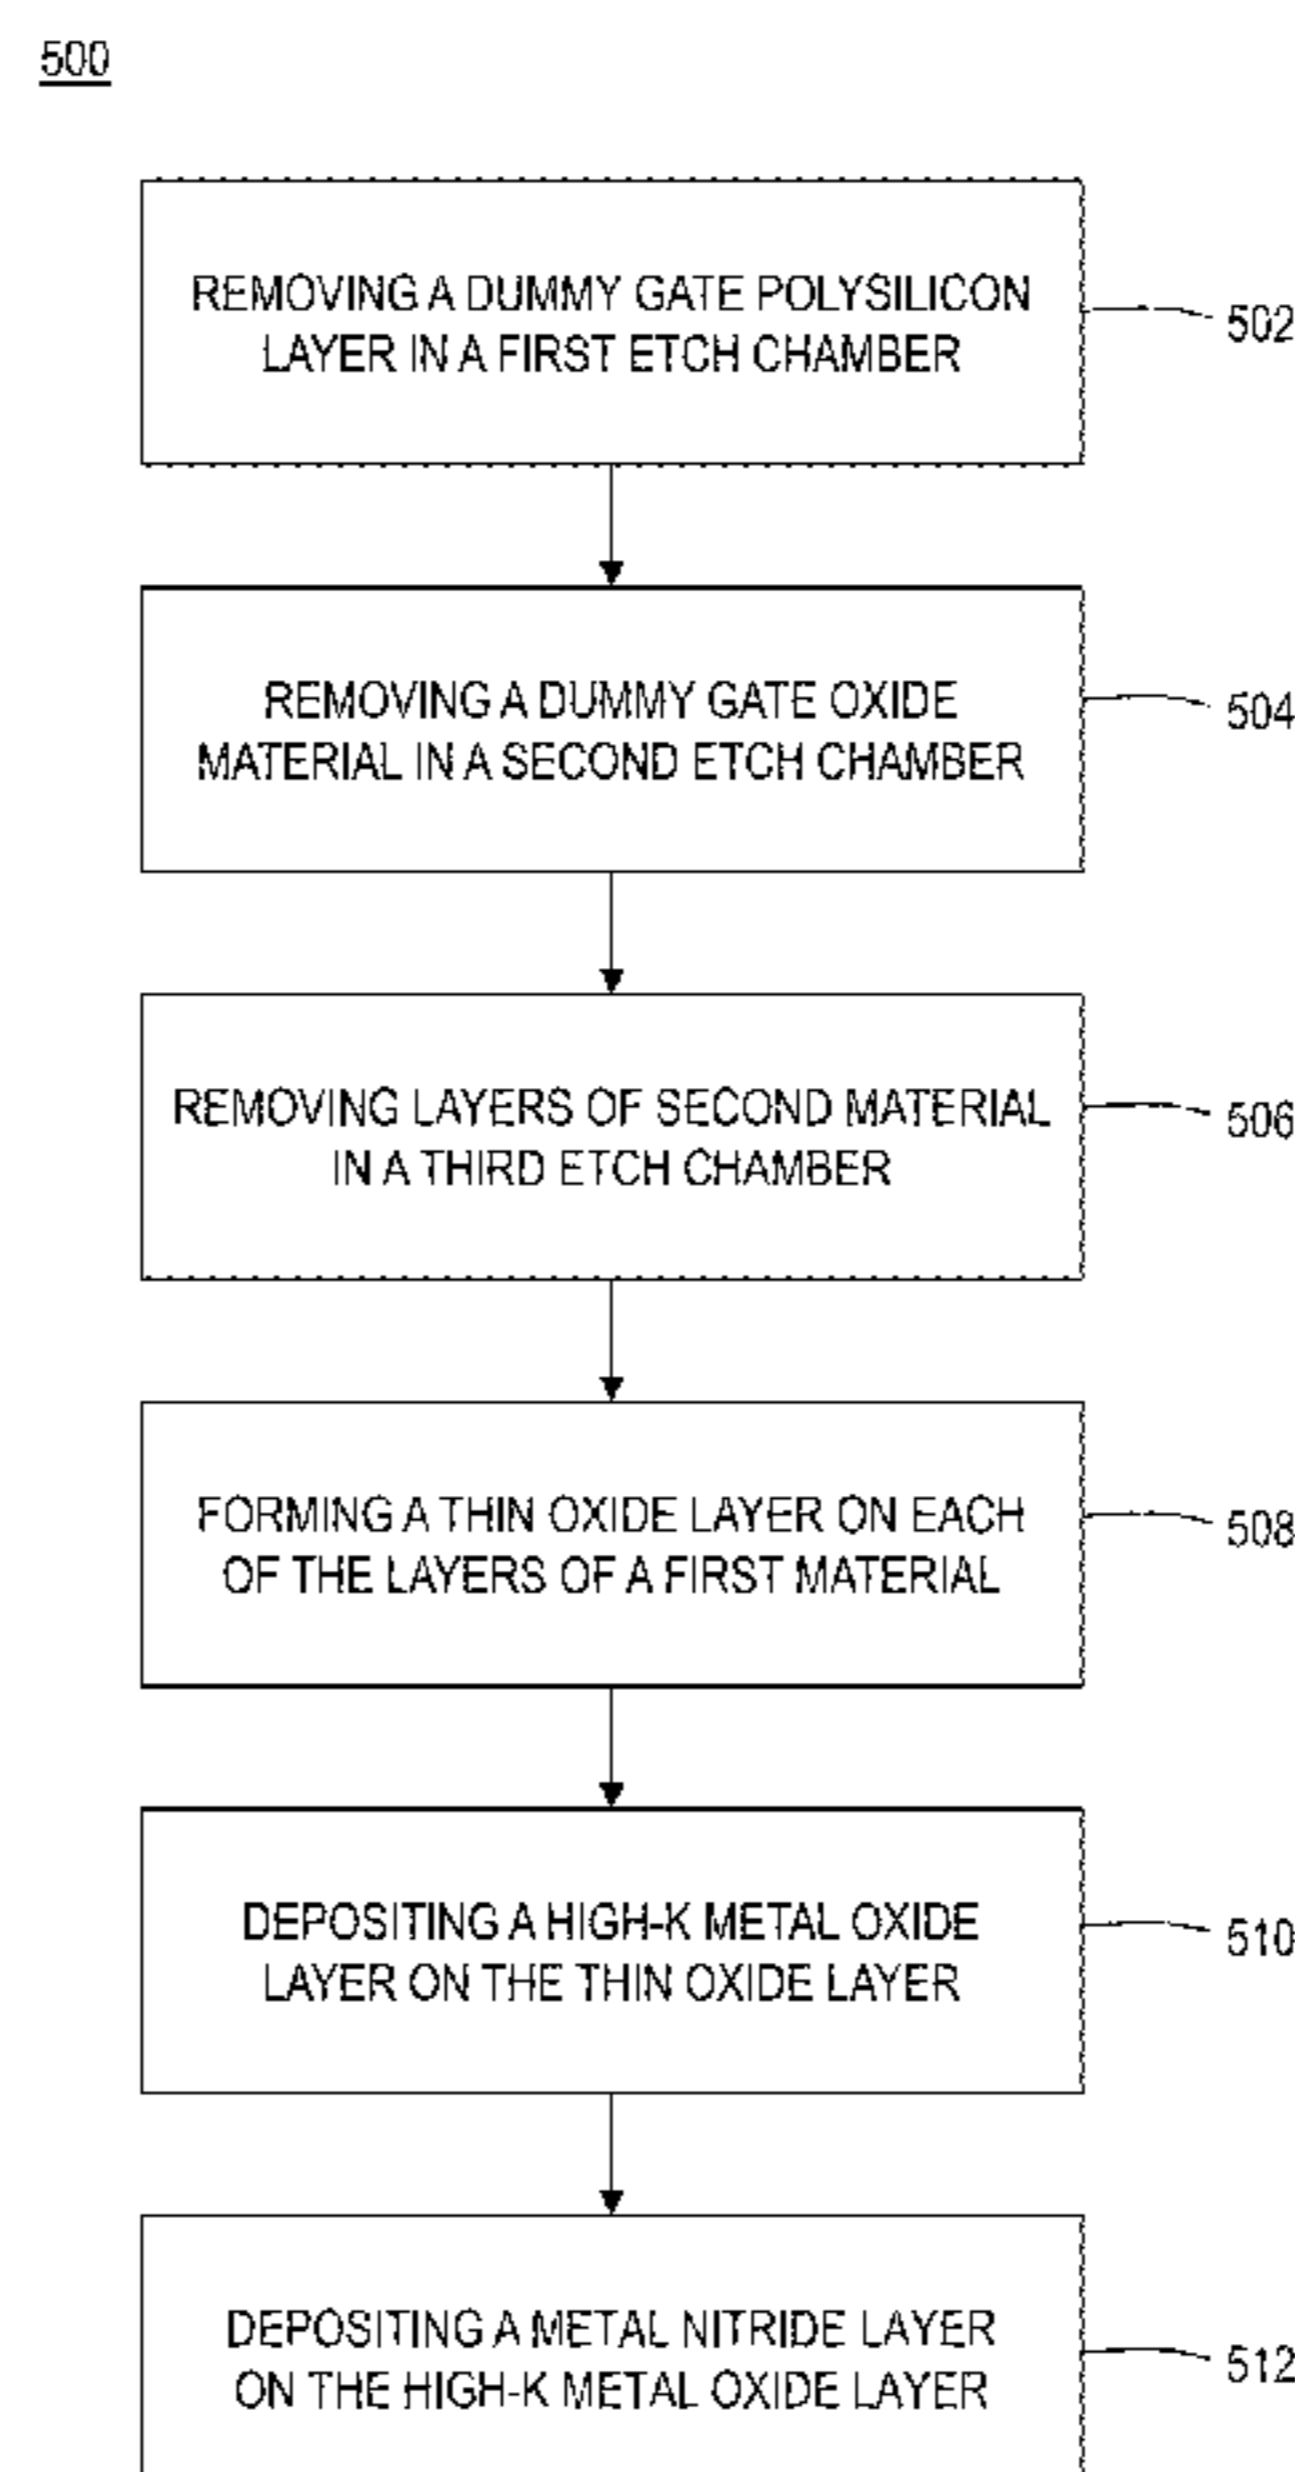 500
REMOVING A DUMMY GATE POLYSILICON
LAYER IN A FIRST ETCH CHAMBER
502
REMOVING A DUMMY GATE OXIDE
MATERIAL IN A SECOND ETCH CHAMBER
504
REMOVING LAYERS OF SECOND MATERIAL
IN A THIRD ETCH CHAMBER
506
FORMING A THIN OXIDE LAYER ON EACH
OF THE LAYERS OF A FIRST MATERIAL
508
DEPOSITING A HIGH-K METAL OXIDE
LAYER ON THE THIN OXIDE LAYER
510
DEPOSITING A METAL NITRIDE LAYER
ON THE HIGH-K METAL OXIDE LAYER
512